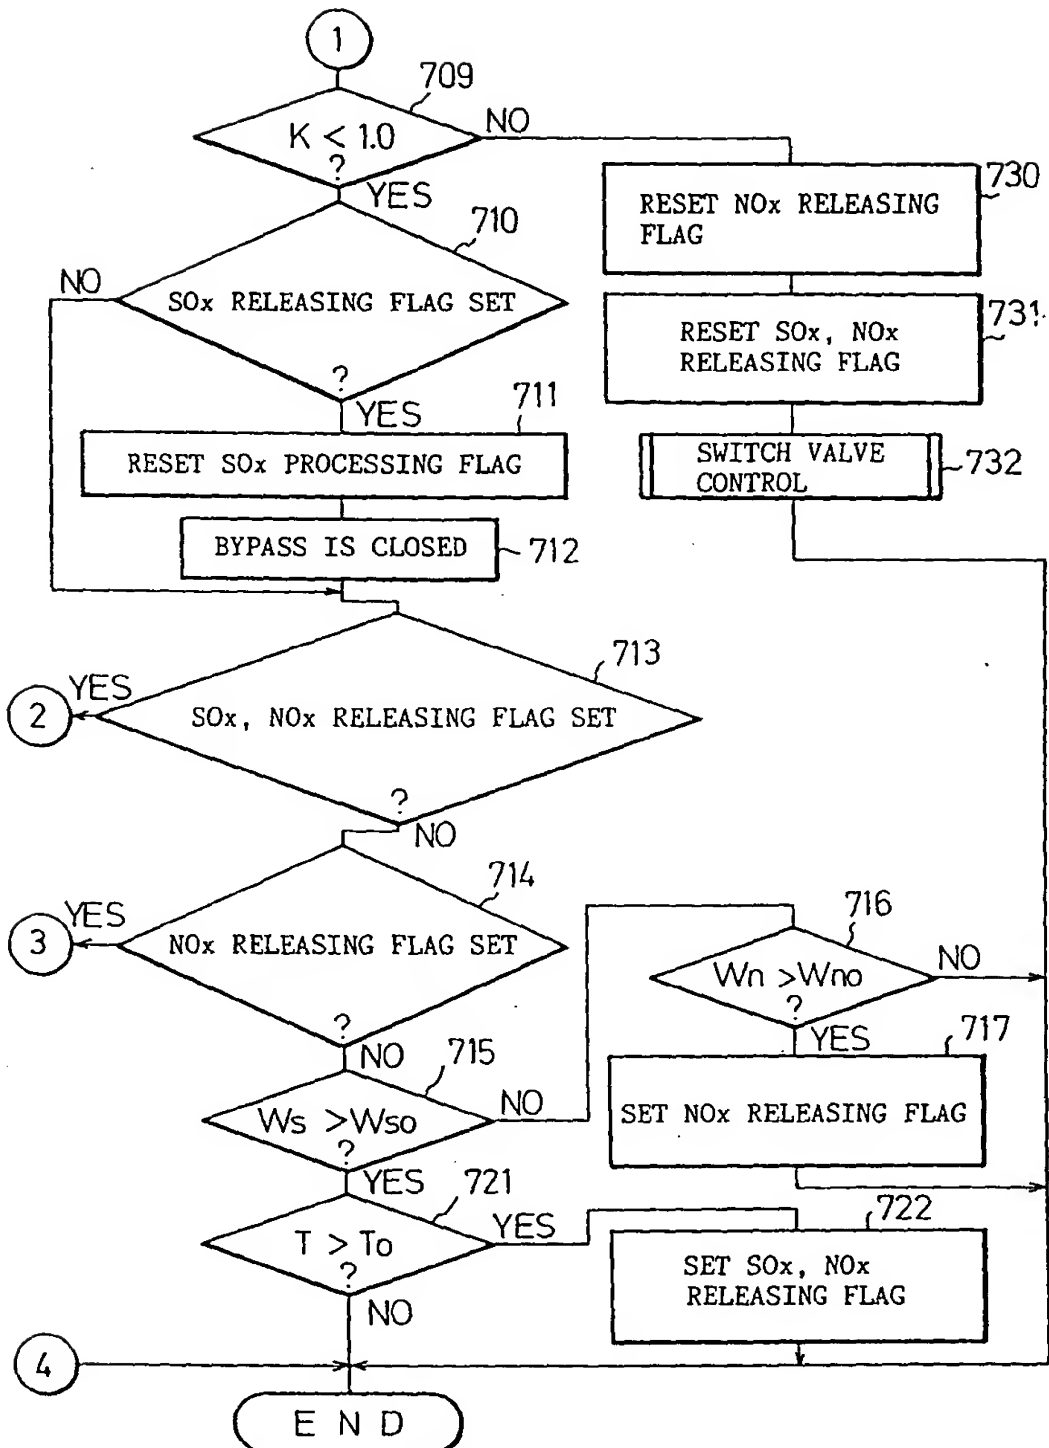 1
709
K < 1.0
?
NO
YES
730
RESET NOx RELEASING
FLAG
710
NO
SOx RELEASING FLAG SET
?
YES
731
RESET SOx, NOx
RELEASING FLAG
711
RESET SOx PROCESSING FLAG
SWITCH VALVE
CONTROL
732
BYPASS IS CLOSED
712
713
YES
2
SOx, NOx RELEASING FLAG SET
?
NO
714
YES
3
NOx RELEASING FLAG SET
?
NO
716
Wn >Wno
?
NO
YES
715
Ws >Wso
?
NO
YES
717
SET NOx RELEASING FLAG
721
T > To
?
YES
NO
722
SET SOx, NOx
RELEASING FLAG
4
END